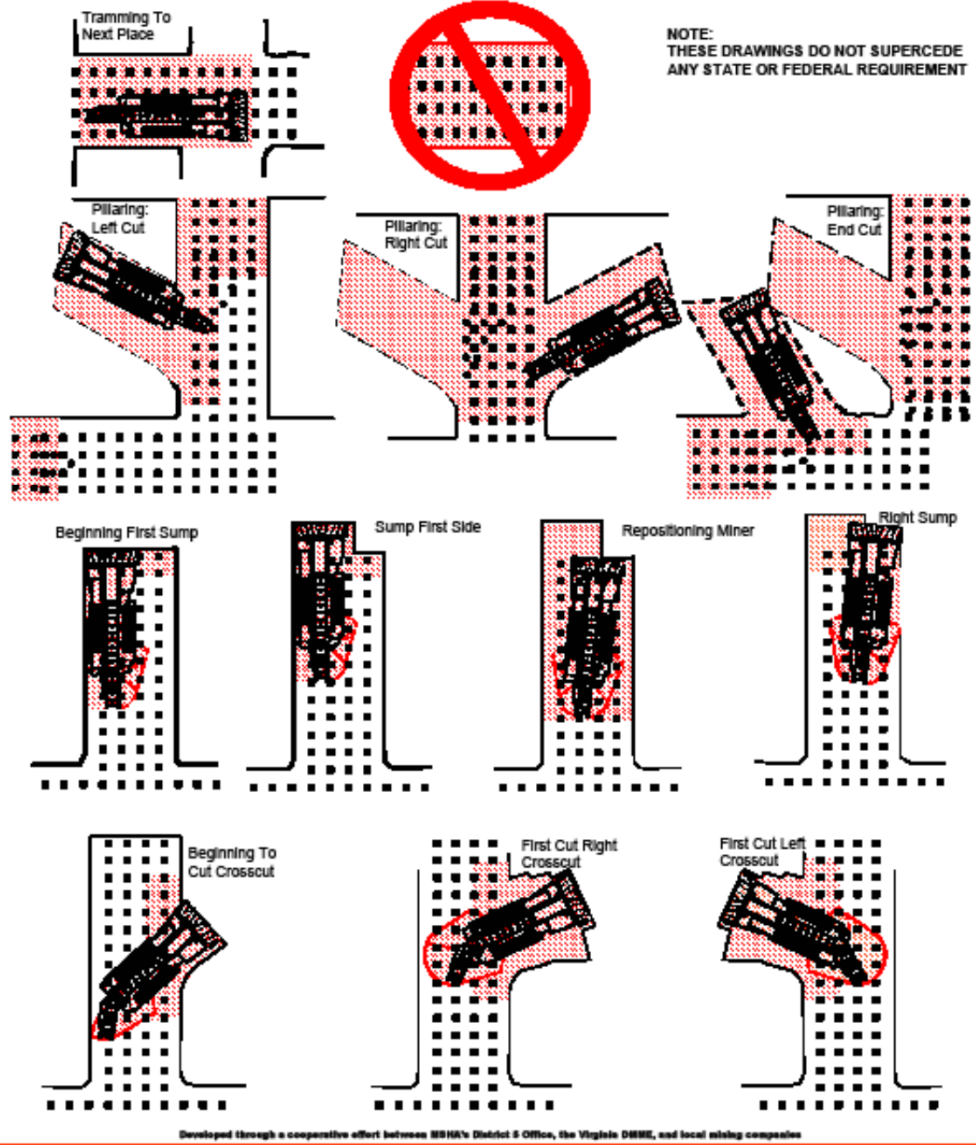 Tramming To
Next Place
NOTE:
THESE DRAWINGS DO NOT SUPERCEDE
ANY STATE OR FEDERAL REQUIREMENT
Pillaring:
Left Cut
Pillaring:
Right Cut
Pillaring:
End Cut
Beginning First Sump
Sump First Side
Repositioning Miner
Right Sump
Beginning To
Cut Crosscut
First Cut Right
Crosscut
First Cut Left
Crosscut
Developed through a cooperative effort between MSHA's District 5 Office, the Virginia DMME, and local mining companies